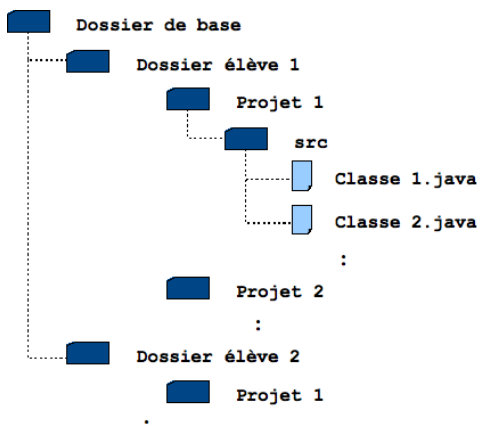 Dossier de base
Dossier élève 1
Projet 1
src
Classe 1.java
Classe 2.java
:
Projet 2
:
Dossier élève 2
Projet 1
.